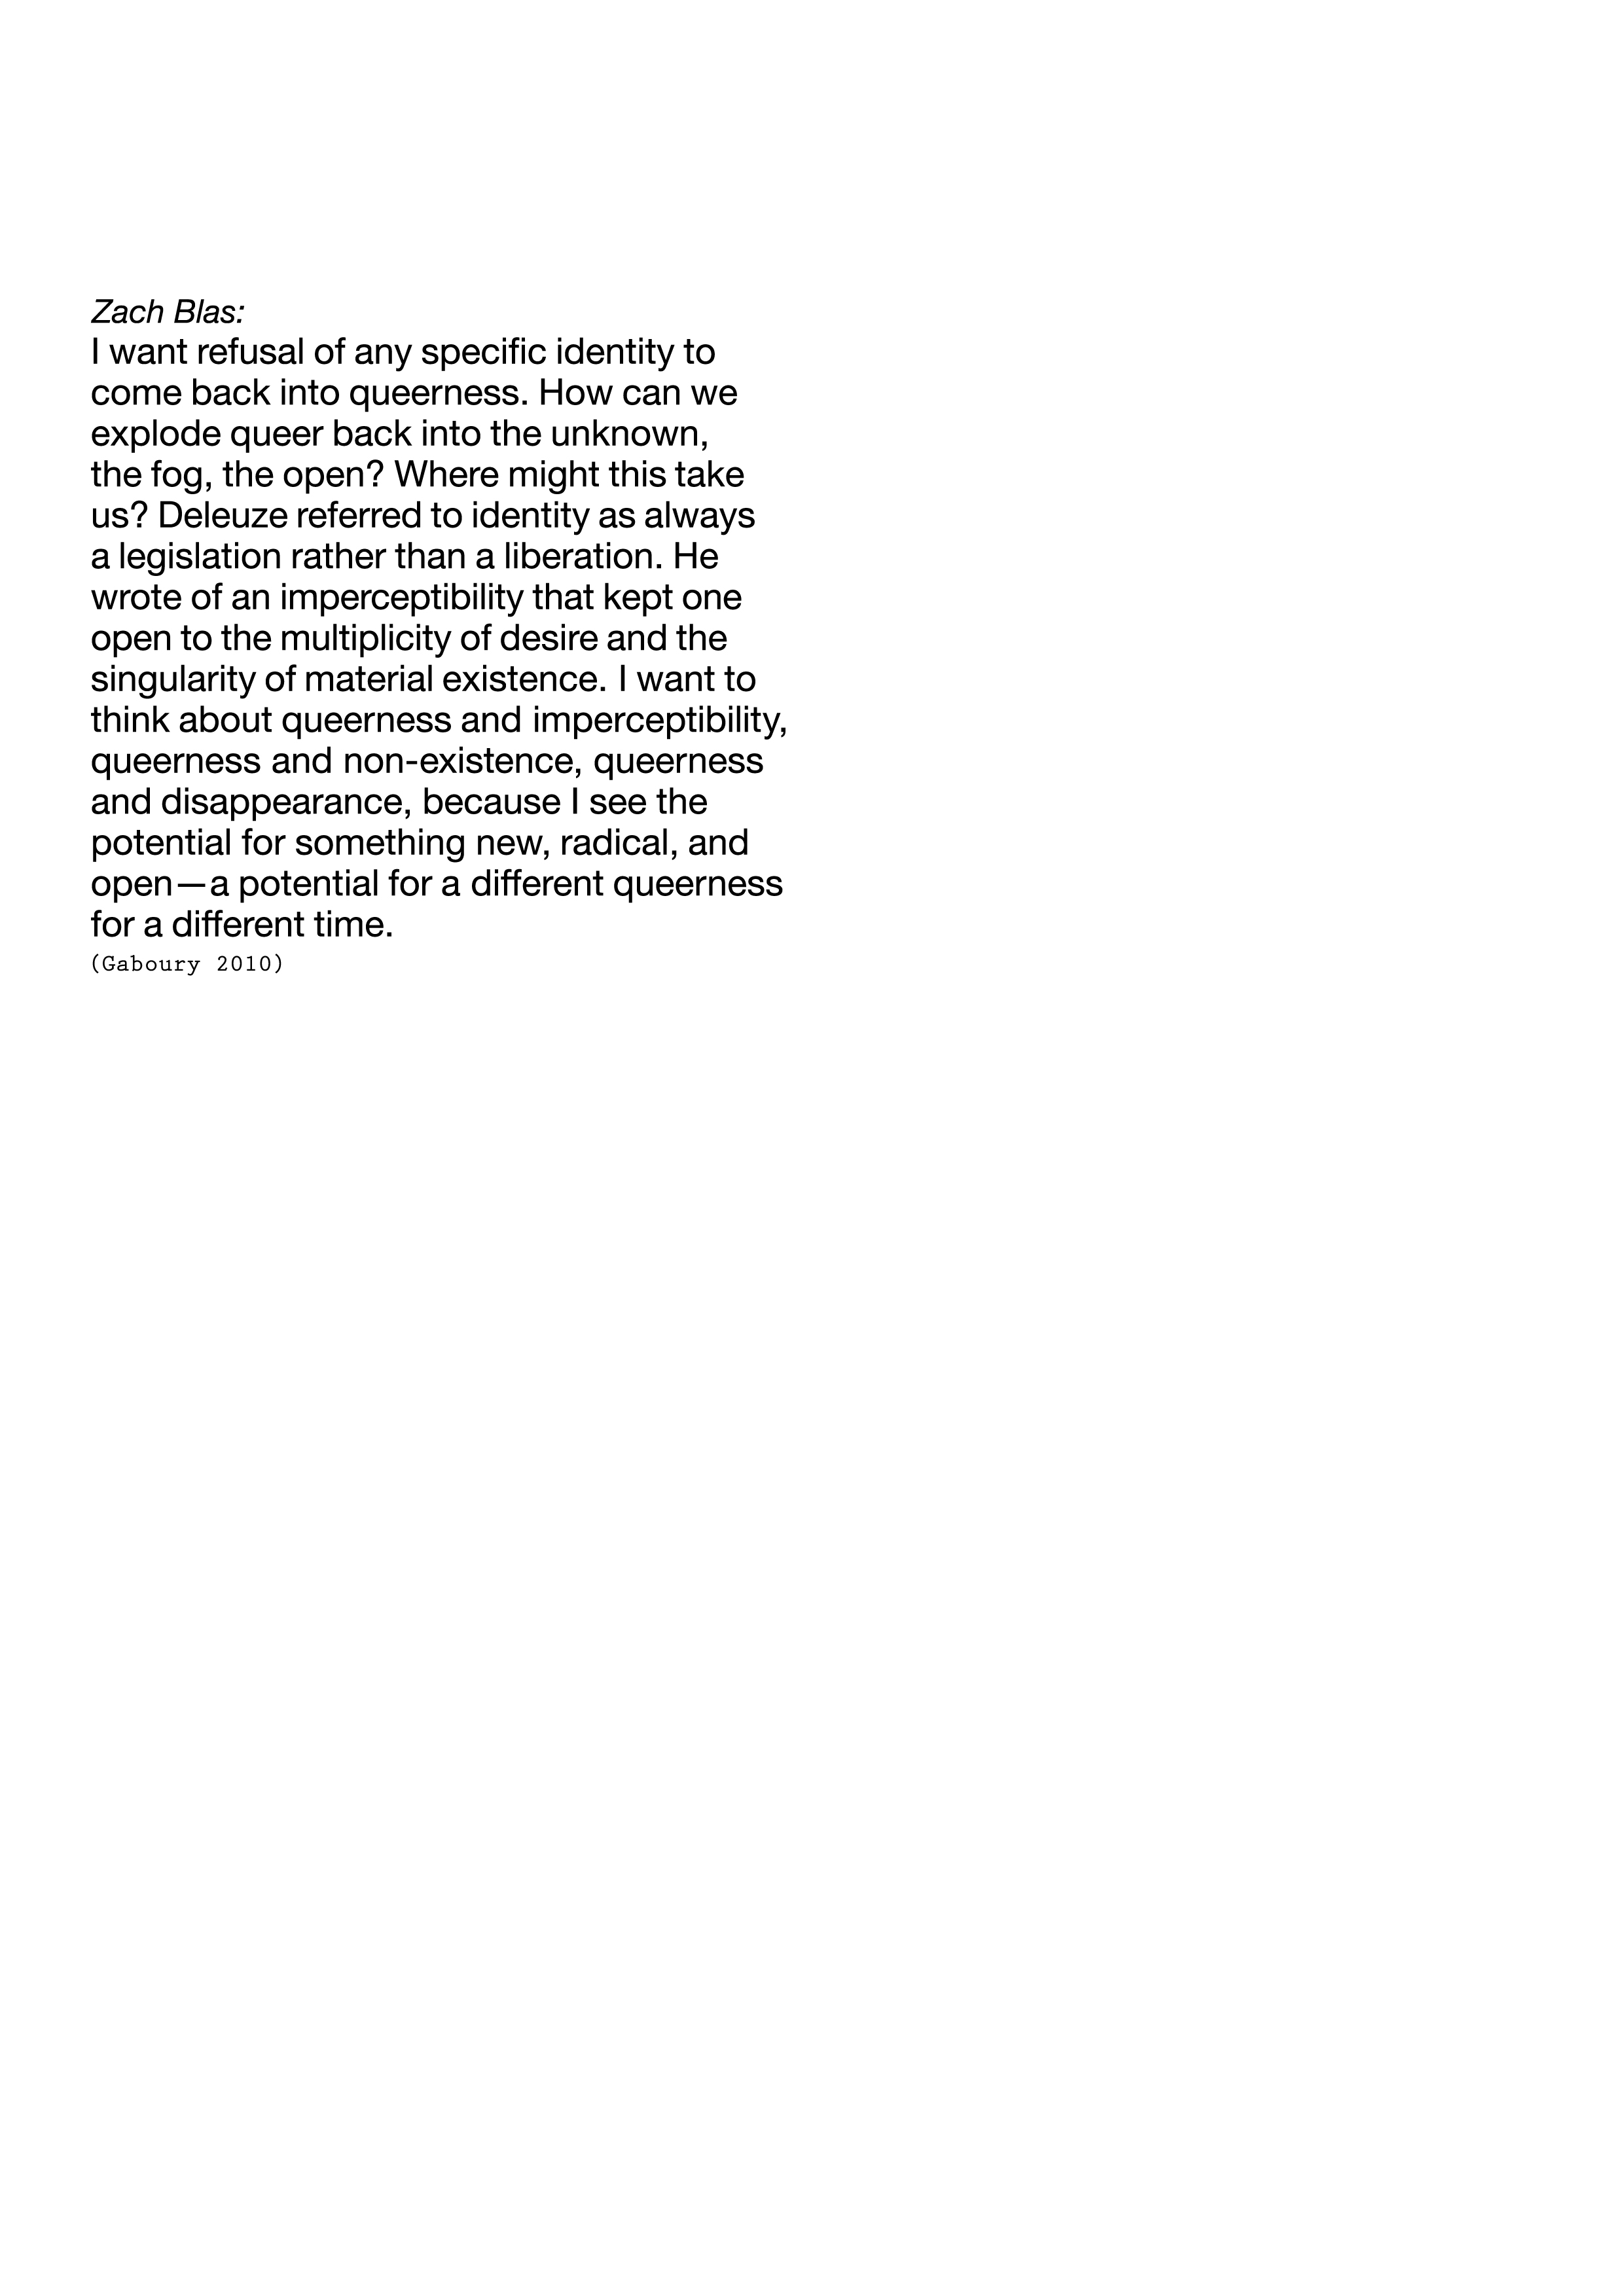 Zach Blas:
I want refusal of any specific identity to
come back into queerness. How can we
explode queer back into the unknown,
the fog, the open? Where might this take
us? Deleuze referred to identity as always
a legislation rather than a liberation. He
wrote of an imperceptibility that kept one
open to the multiplicity of desire and the
singularity of material existence. I want to
think about queerness and imperceptibility,
queerness and non-existence, queerness
and disappearance, because I see the
potential for something new, radical, and
open—a potential for a different queerness
for a different time.
(Gaboury 2010)